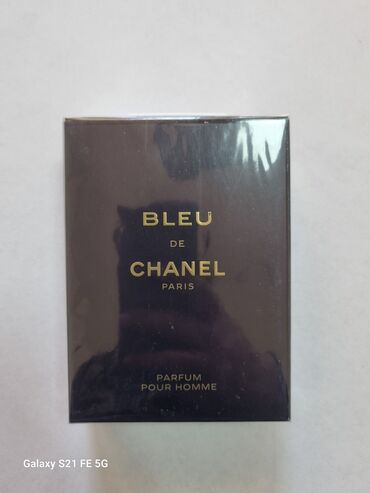 BLEU
DE
CHANEL
PARIS
PARFUM
POUR HOMME
Galaxy S21 FE 5G